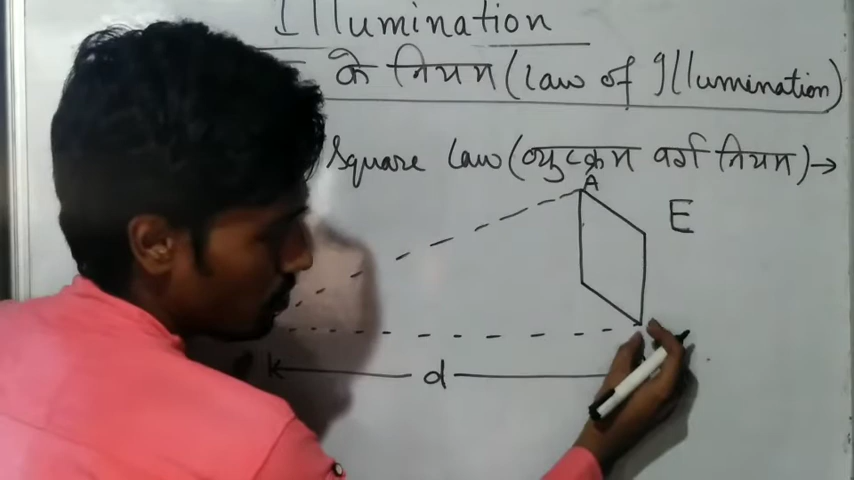 Illumination
के नियम (Law of Illumination)
Square Law (व्युत्क्रम वर्ग नियम) →
A
E
d